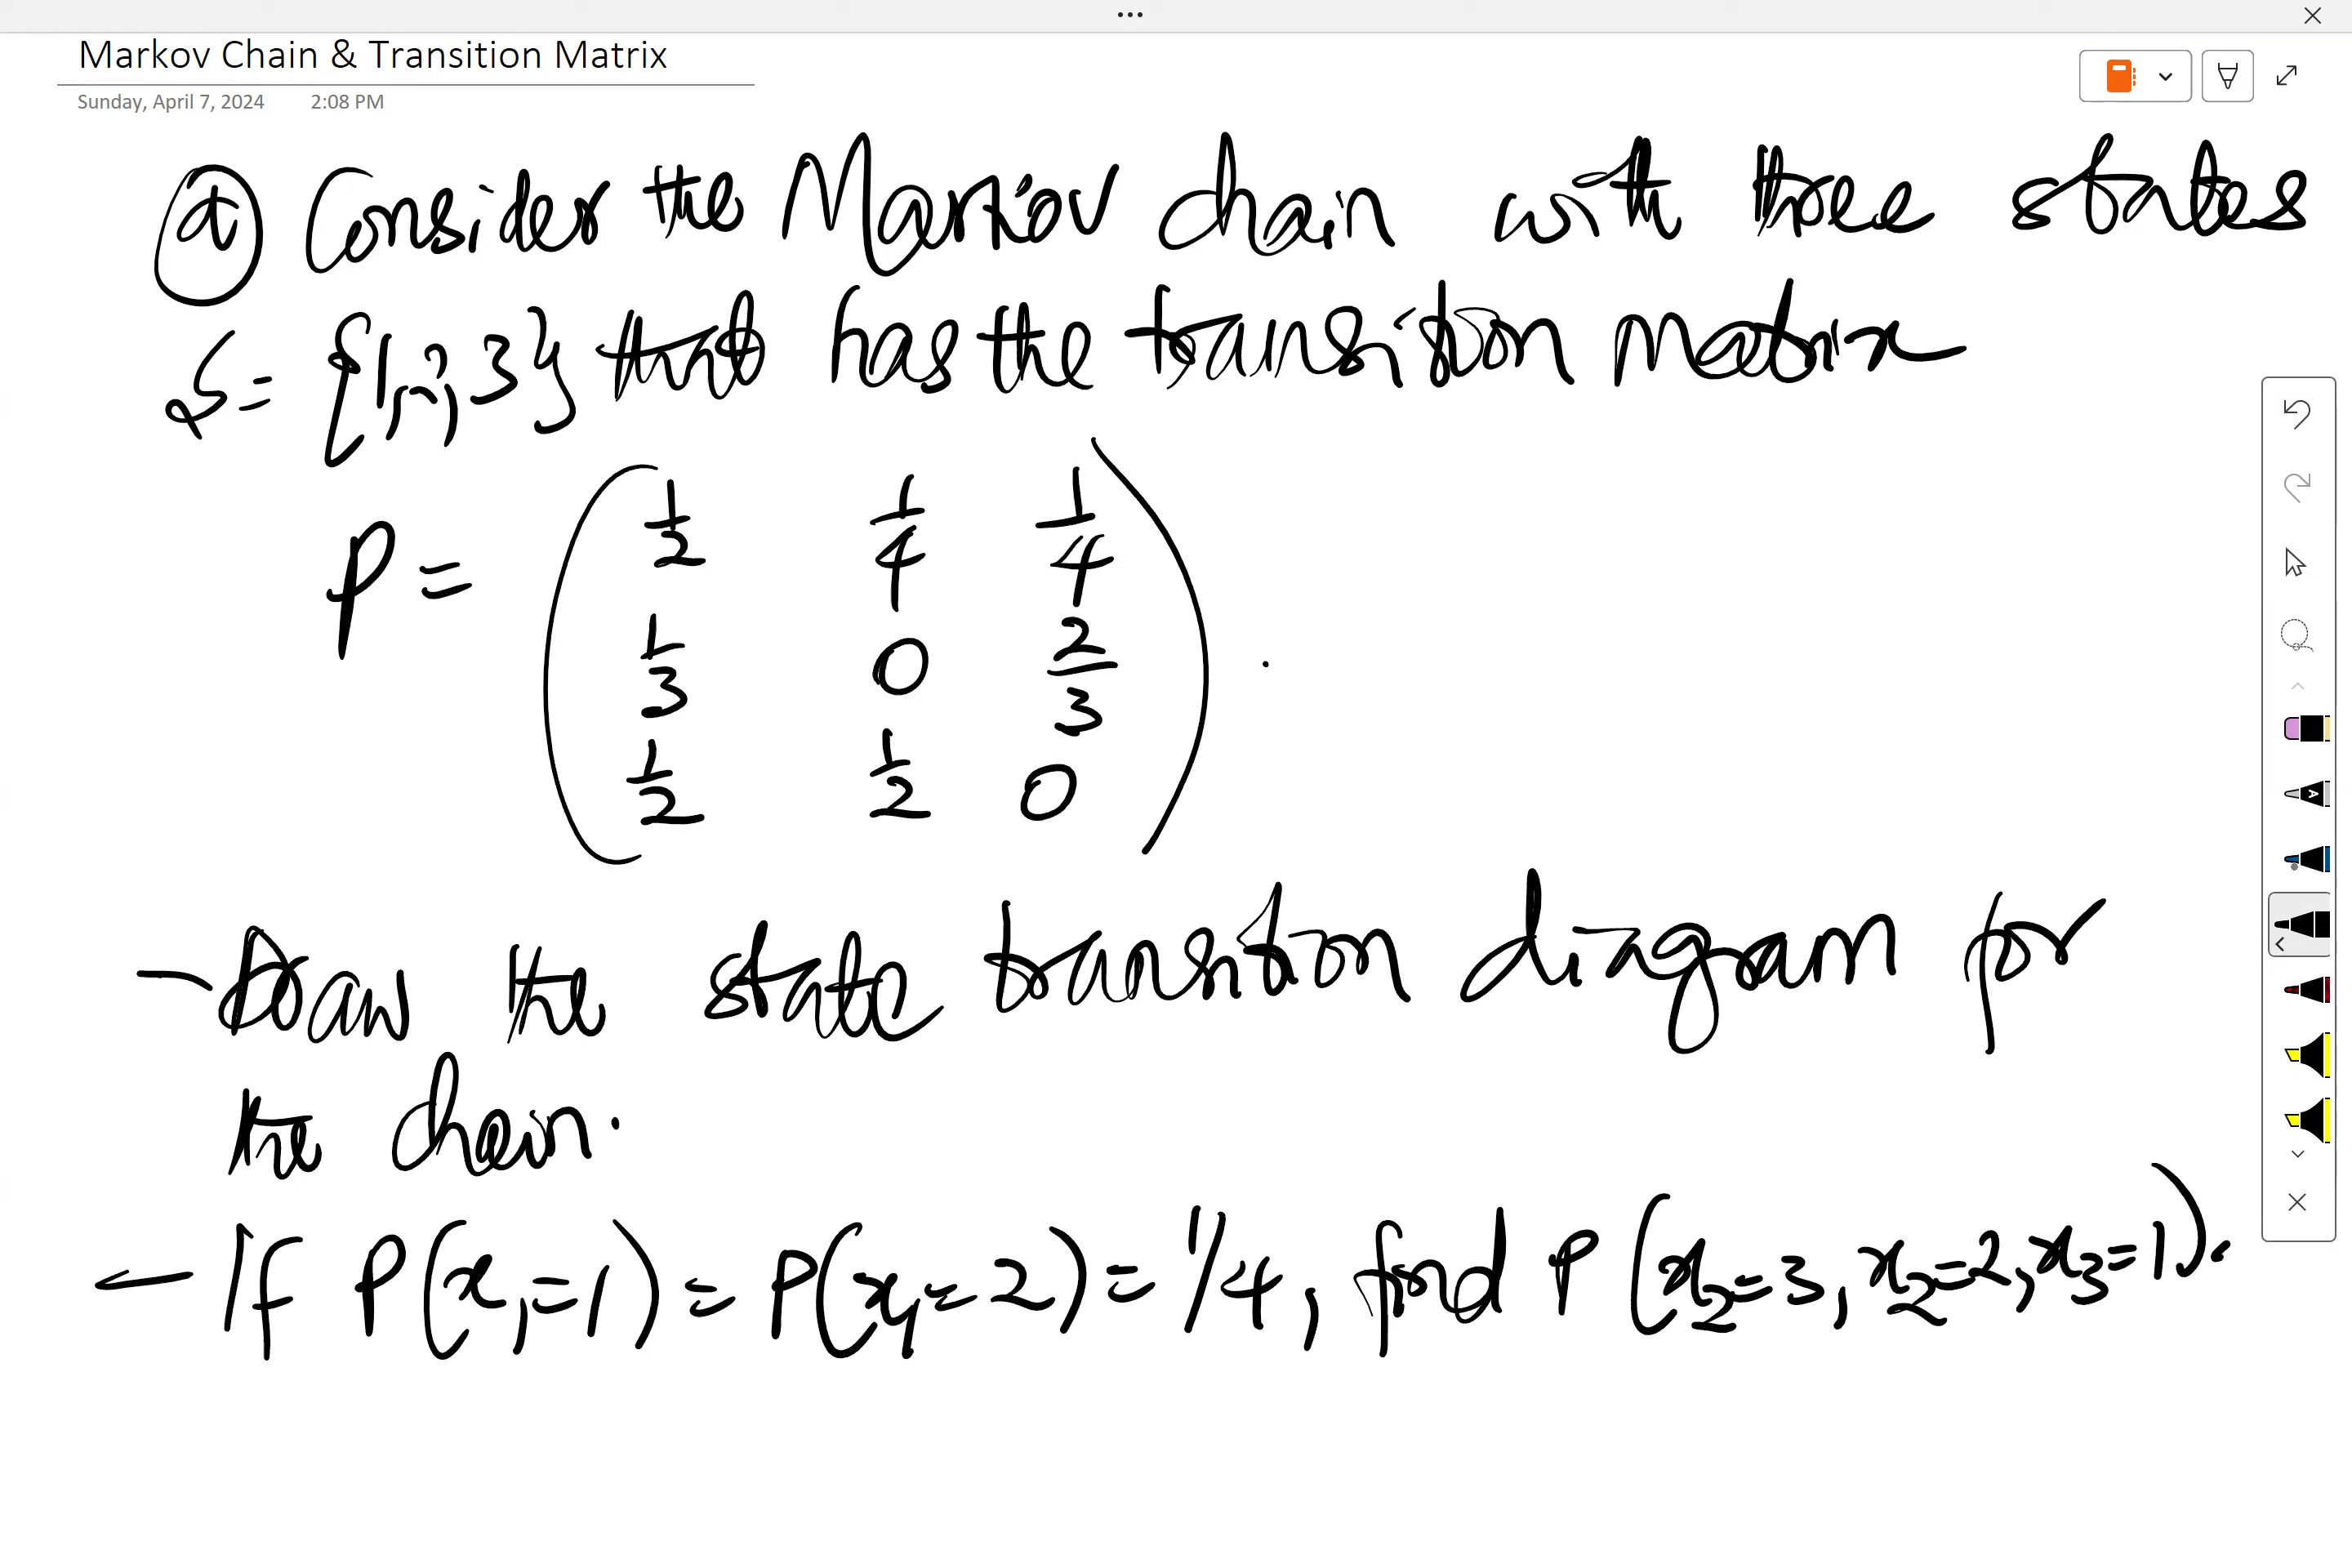 Markov Chain & Transition Matrix
Sunday, April 7, 2024 2:08 PM
Consider the Markov chain with three states
S = {1, 2, 3} that has the transition matrix
P = ( 1/2 1/4 1/4
1/3 0 2/3
1/2 1/2 0 ) .
- Draw the state transition diagram for
the chain.
- If P(x₁=1) = P(x₁=2) = 1/4, find P(x₂=3, x₂=2, x₃=1).